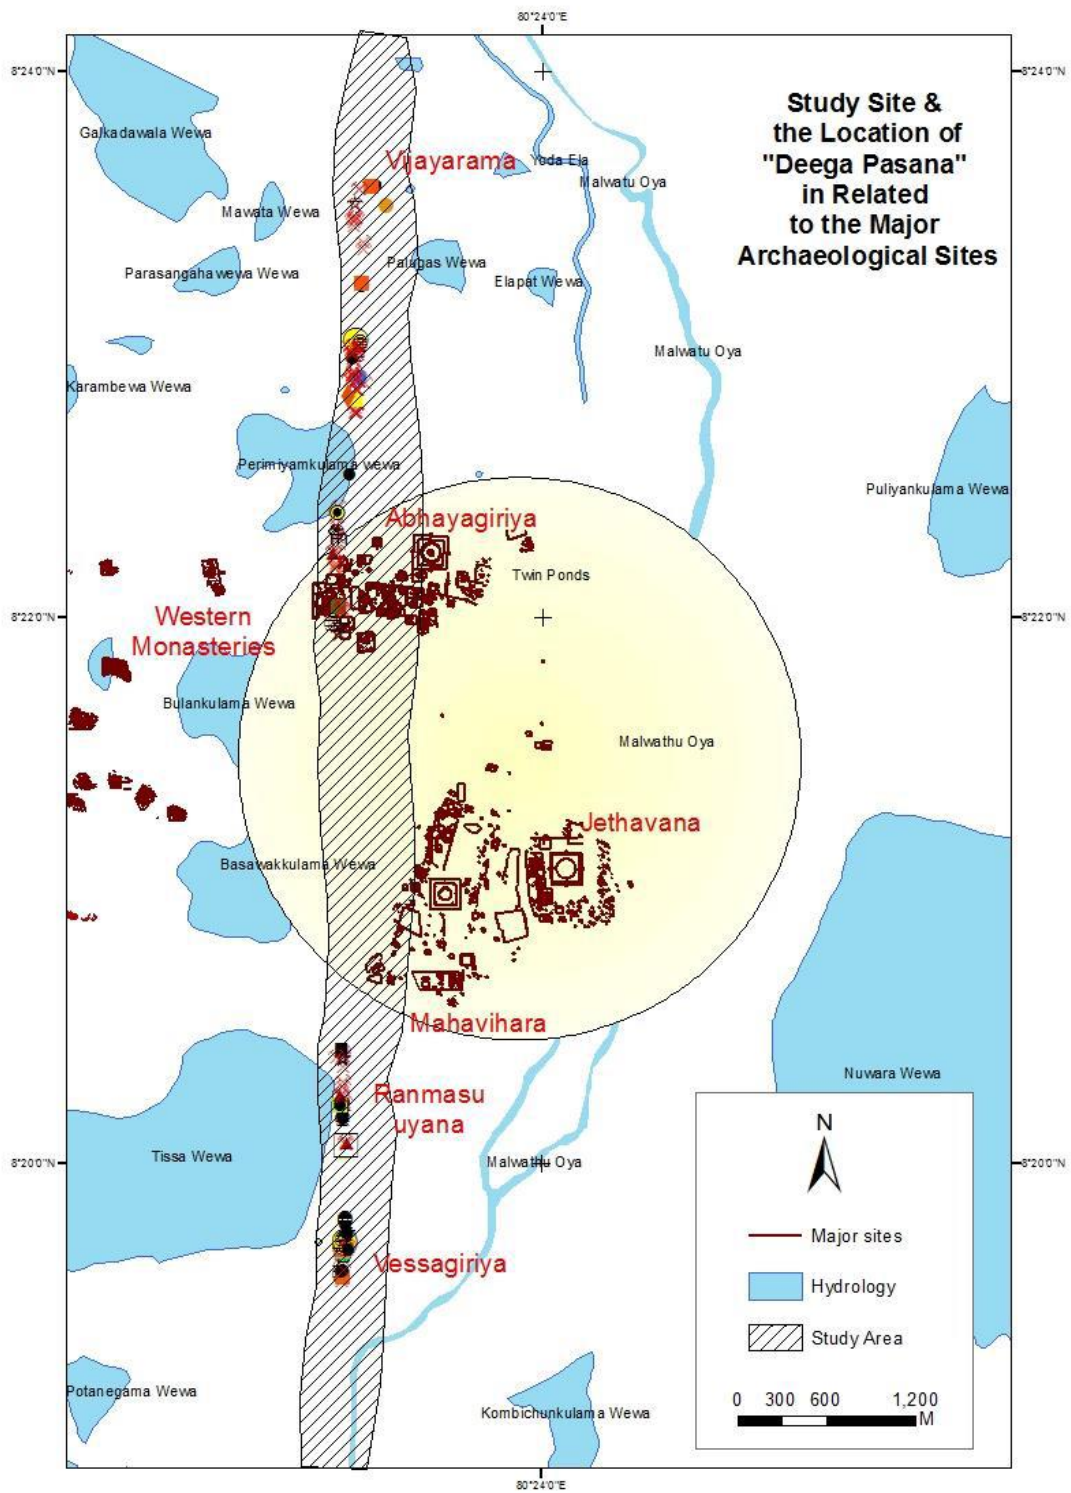 80°24'0"E
8°24'0"N
8°24'0"N
Study Site &
the Location of
"Deega Pasana"
in Related
to the Major
Archaeological Sites
Galkadawala Wewa
Vijayarama
Yoda Ela
Malwatu Oya
Mawata Wewa
Palugas Wewa
Parasangahawewa Wewa
Elapat Wewa
Malwatu Oya
Karambewa Wewa
Perimiyamkulama wewa
Puliyankulama Wewa
Abhayagiriya
Twin Ponds
8°22'0"N
8°22'0"N
Western
Monasteries
Bulankulama Wewa
Malwathu Oya
Jethavana
Basawakkulama Wewa
Mahavihara
Nuwara Wewa
Ranmasu
uyana
Tissa Wewa
Malwathu Oya
8°20'0"N
8°20'0"N
N
Major sites
Vessagiriya
Hydrology
Study Area
Potanegama Wewa
Kombichunkulama Wewa
0 300 600 1,200
M
80°24'0"E